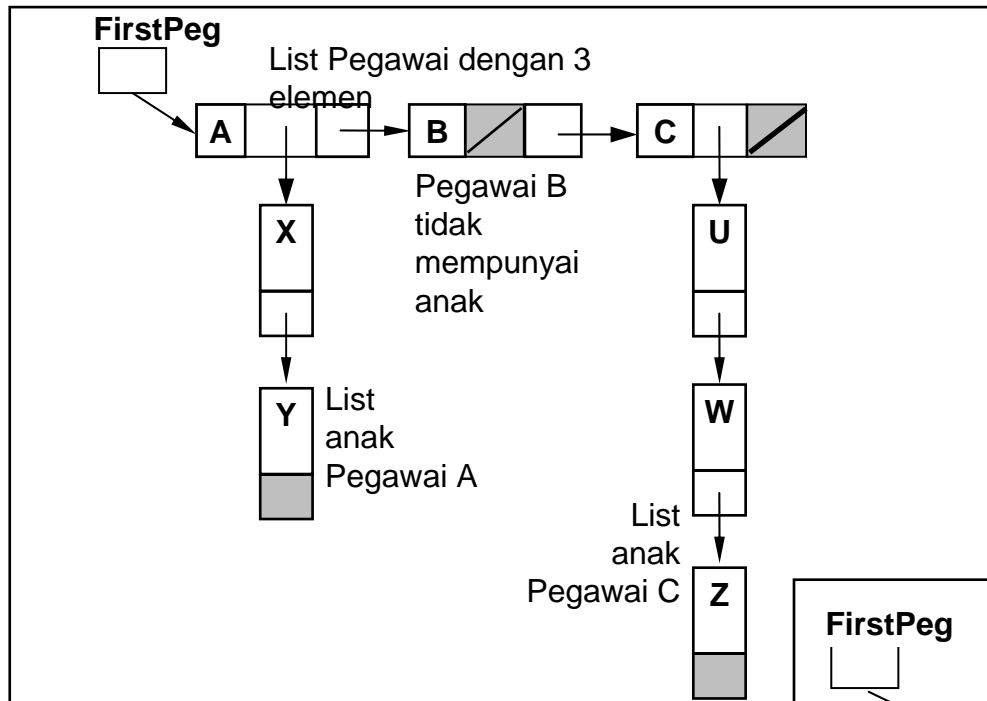 FirstPeg
List Pegawai dengan 3
elemen
A
B
C
Pegawai B
tidak
mempunyai
anak
X
U
Y
List
anak
Pegawai A
W
List
anak
Pegawai C
Z
FirstPeg